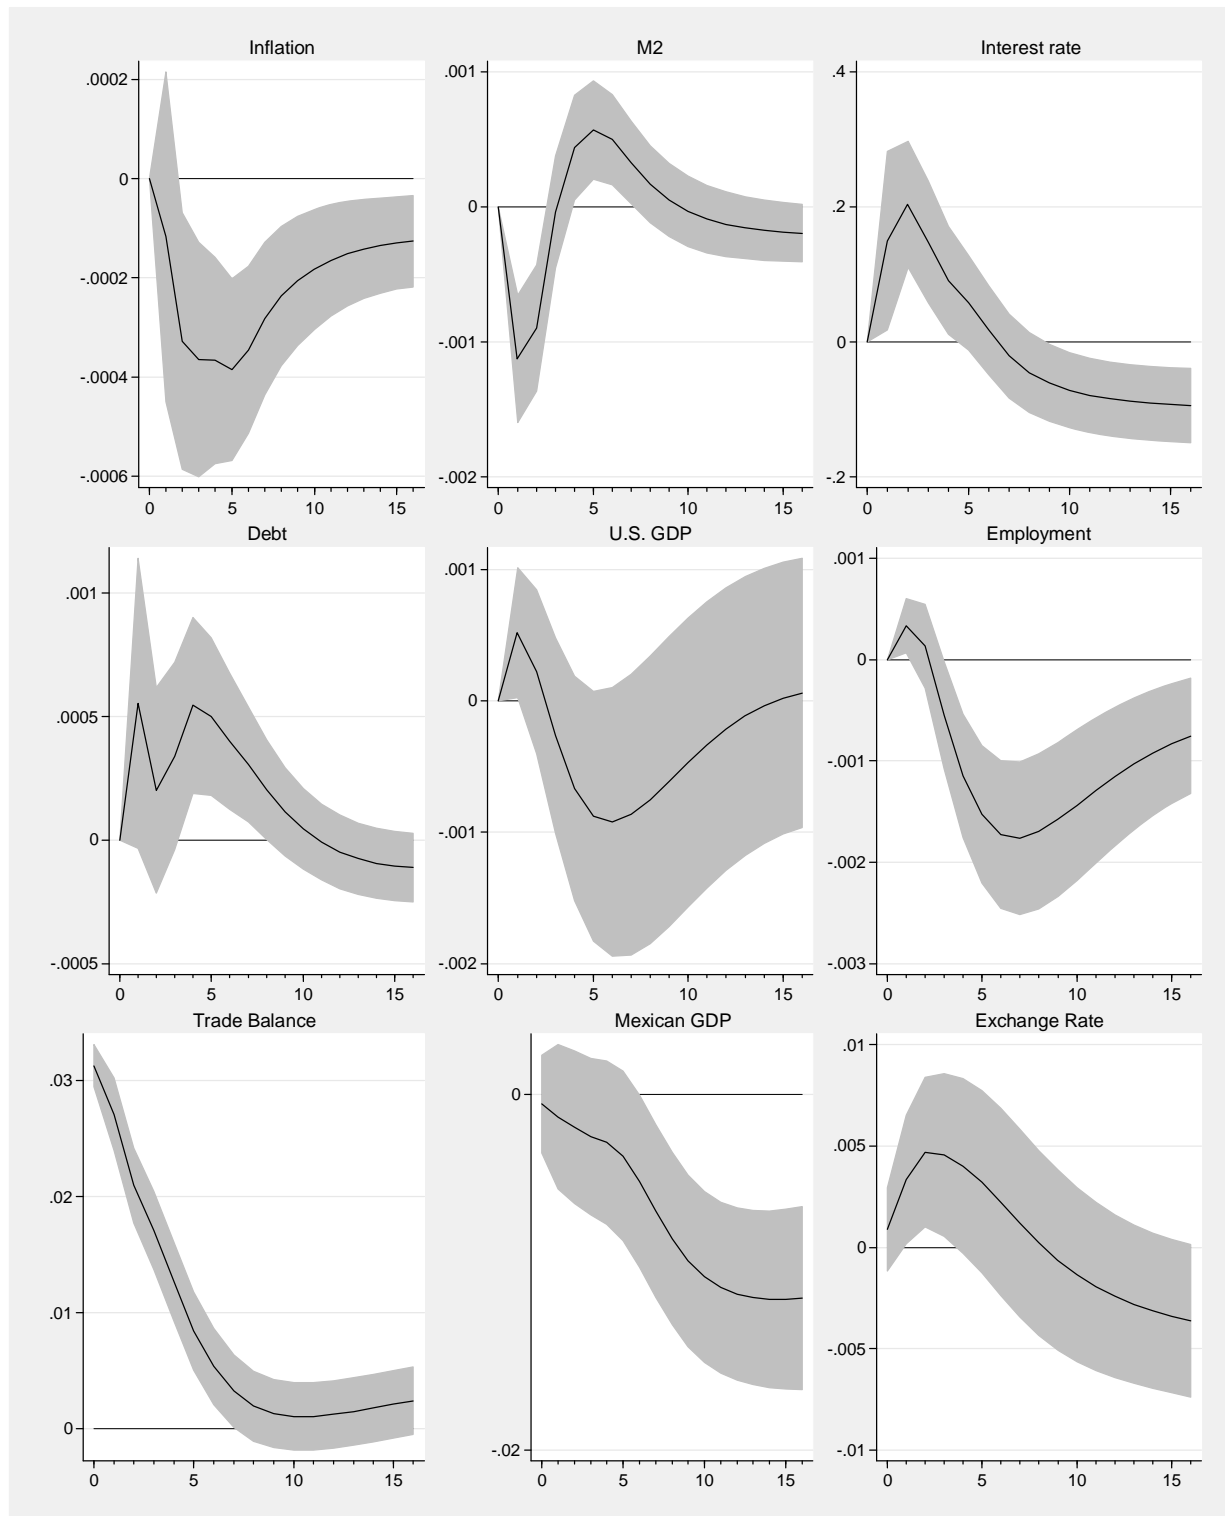 Inflation
.0002
0
-.0002
-.0004
-.0006
0 5 10 15
M2
.001
0
-.001
-.002
0 5 10 15
Interest rate
.4
.2
0
-.2
0 5 10 15
Debt
.001
.0005
0
-.0005
0 5 10 15
U.S. GDP
.001
0
-.001
-.002
0 5 10 15
Employment
.001
0
-.001
-.002
-.003
0 5 10 15
Trade Balance
.03
.02
.01
0
0 5 10 15
Mexican GDP
0
-.02
0 5 10 15
Exchange Rate
.01
.005
0
-.005
-.01
0 5 10 15